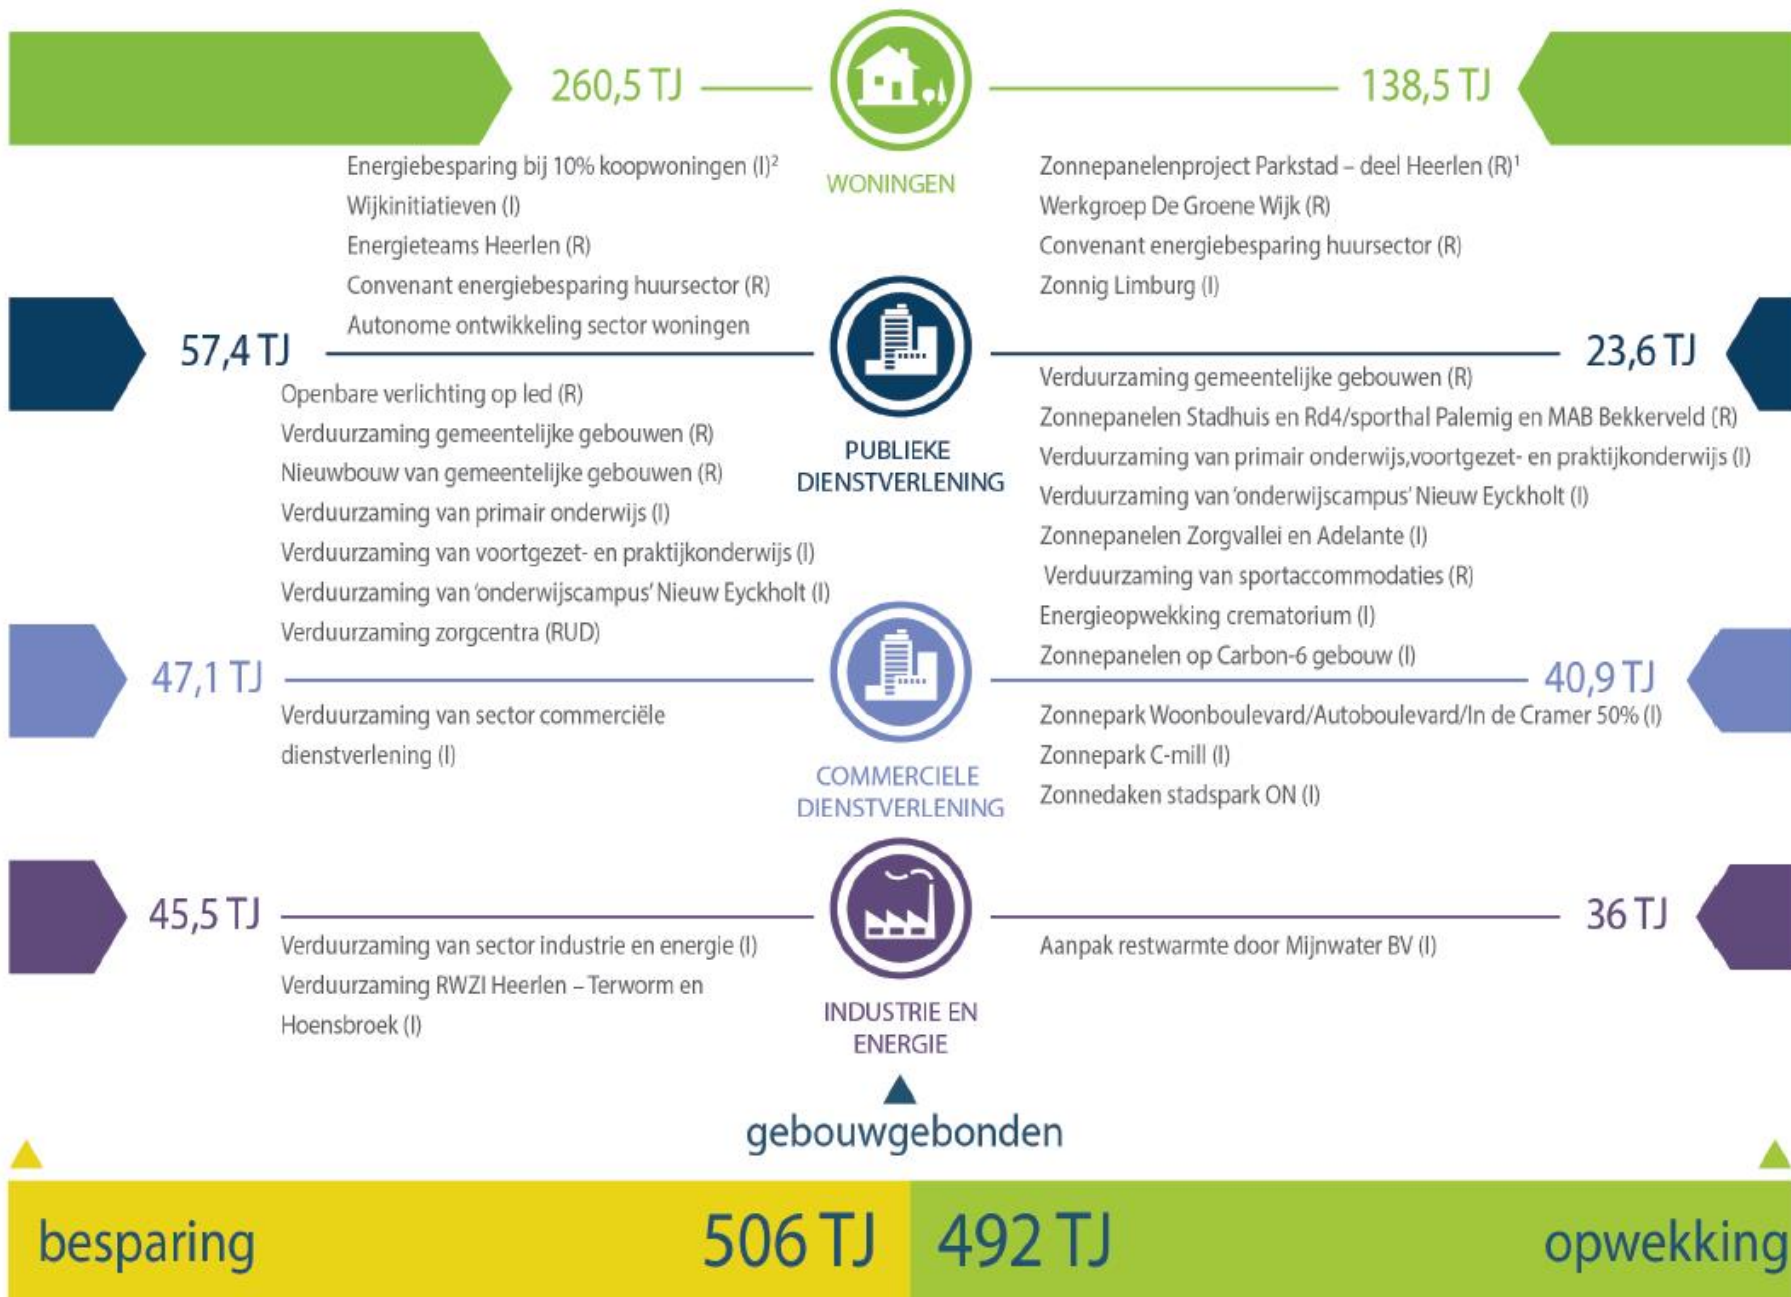 260,5 TJ
138,5 TJ
WONINGEN
Energiebesparing bij 10% koopwoningen (I)²
Wijkinitiatieven (I)
Energieteams Heerlen (R)
Convenant energiebesparing huursector (R)
Autonome ontwikkeling sector woningen
Zonnepanelenproject Parkstad – deel Heerlen (R)¹
Werkgroep De Groene Wijk (R)
Convenant energiebesparing huursector (R)
Zonnig Limburg (I)
57,4 TJ
23,6 TJ
PUBLIEKE
DIENSTVERLENING
Openbare verlichting op led (R)
Verduurzaming gemeentelijke gebouwen (R)
Nieuwbouw van gemeentelijke gebouwen (R)
Verduurzaming van primair onderwijs (I)
Verduurzaming van voortgezet- en praktijkonderwijs (I)
Verduurzaming van ‘onderwijscampus’ Nieuw Eyckholt (I)
Verduurzaming zorgcentra (RUD)
Verduurzaming gemeentelijke gebouwen (R)
Zonnepanelen Stadhuis en Rd4/sporthal Palemig en MAB Bekkerveld (R)
Verduurzaming van primair onderwijs,voortgezet- en praktijkonderwijs (I)
Verduurzaming van ‘onderwijscampus’ Nieuw Eyckholt (I)
Zonnepanelen Zorgvallei en Adelante (I)
Verduurzaming van sportaccommodaties (R)
Energieopwekking crematorium (I)
Zonnepanelen op Carbon-6 gebouw (I)
47,1 TJ
40,9 TJ
COMMERCIELE
DIENSTVERLENING
Verduurzaming van sector commerciële
dienstverlening (I)
Zonnepark Woonboulevard/Autoboulevard/In de Cramer 50% (I)
Zonnepark C-mill (I)
Zonnedaken stadspark ON (I)
45,5 TJ
36 TJ
INDUSTRIE EN
ENERGIE
Verduurzaming van sector industrie en energie (I)
Verduurzaming RWZI Heerlen – Terworm en
Hoensbroek (I)
Aanpak restwarmte door Mijnwater BV (I)
gebouwgebonden
besparing
506 TJ
492 TJ
opwekking